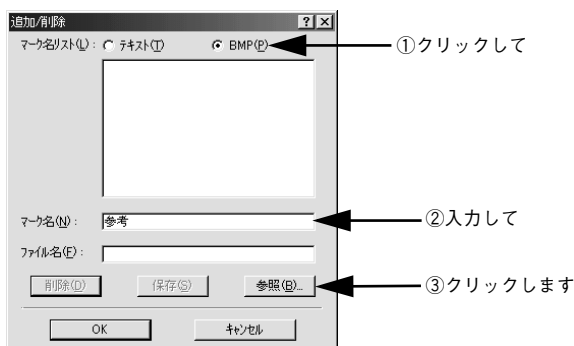 追加/削除
マーク名リスト(L): テキスト(T) BMP(P) ①クリックして
マーク名(N): 参考 ②入力して
ファイル名(F):
削除(D) 保存(S) 参照(B)... ③クリックします
OK キャンセル